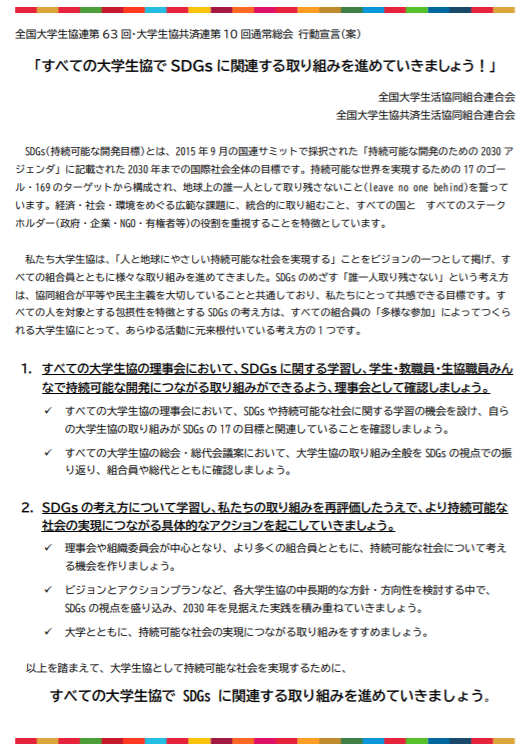 全国大学生協連第 63 回・大学生協共済連第 10 回通常総会 行動宣言（案）
「すべての大学生協で SDGs に関連する取り組みを進めていきましょう！」
全国大学生活協同組合連合会
全国大学生協共済生活協同組合連合会
SDGs（持続可能な開発目標）とは、2015 年 9 月の国連サミットで採択された「持続可能な開発のための 2030 ア
ジェンダ」に記載された 2030 年までの国際社会全体の目標です。持続可能な世界を実現するための 17 のゴー
ル・169 のターゲットから構成され、地球上の誰一人として取り残さないこと(leave no one behind)を誓って
います。経済・社会・環境をめぐる広範な課題に、統合的に取り組むこと、すべての国と　すべてのステーク
ホルダー（政府・企業・NGO・有権者等）の役割を重視することを特徴としています。
私たち大学生協は、「人と地球にやさしい持続可能な社会を実現する」ことをビジョンの一つとして掲げ、す
べての組合員とともに様々な取り組みを進めてきました。SDGs のめざす「誰一人取り残さない」という考え方
は、協同組合が平等や民主主義を大切していることと共通しており、私たちにとって共感できる目標です。す
べての人を対象とする包摂性を特徴とする SDGs の考え方は、すべての組合員の「多様な参加」によってつくら
れる大学生協にとって、あらゆる活動に元来根付いている考え方の 1 つです。
1. すべての大学生協の理事会において、SDGs に関する学習し、学生・教職員・生協職員みん
なで持続可能な開発につながる取り組みができるよう、理事会として確認しましょう。
✓ すべての大学生協の理事会において、SDGs や持続可能な社会に関する学習の機会を設け、自ら
の大学生協の取り組みが SDGs の 17 の目標と関連していることを確認しましょう。
✓ すべての大学生協の総会・総代会議案において、大学生協の取り組み全般を SDGs の視点での振
り返り、組合員や総代とともに確認しましょう。
2. SDGs の考え方について学習し、私たちの取り組みを再評価したうえで、より持続可能な
社会の実現につながる具体的なアクションを起こしていきましょう。
✓ 理事会や組織委員会が中心となり、より多くの組合員とともに、持続可能な社会について考え
る機会を作りましょう。
✓ ビジョンとアクションプランなど、各大学生協の中長期的な方針・方向性を検討する中で、
SDGs の視点を盛り込み、2030 年を見据えた実践を積み重ねていきましょう。
✓ 大学とともに、持続可能な社会の実現につながる取り組みをすすめましょう。
以上を踏まえて、大学生協として持続可能な社会を実現するために、
すべての大学生協で SDGs に関連する取り組みを進めていきましょう。